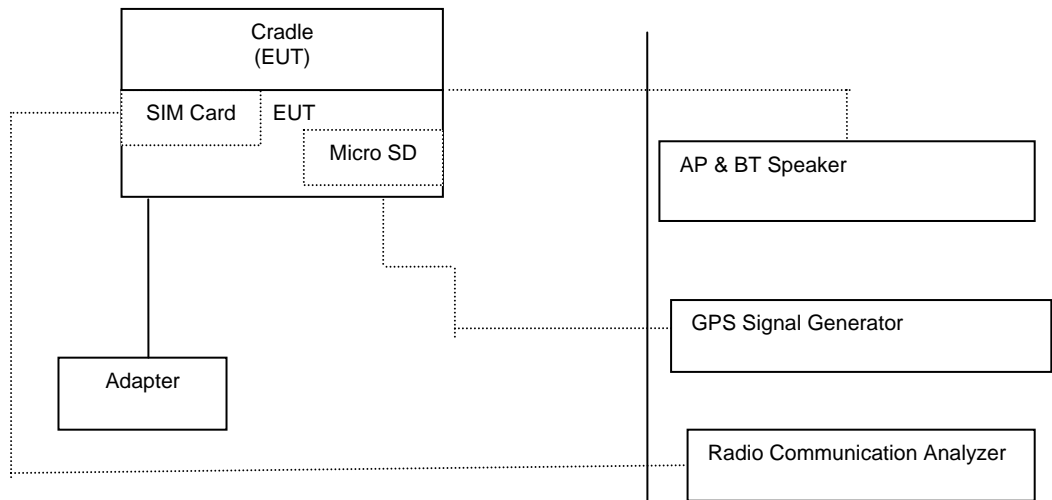 Cradle
(EUT)
SIM Card
EUT
Micro SD
AP & BT Speaker
GPS Signal Generator
Adapter
Radio Communication Analyzer